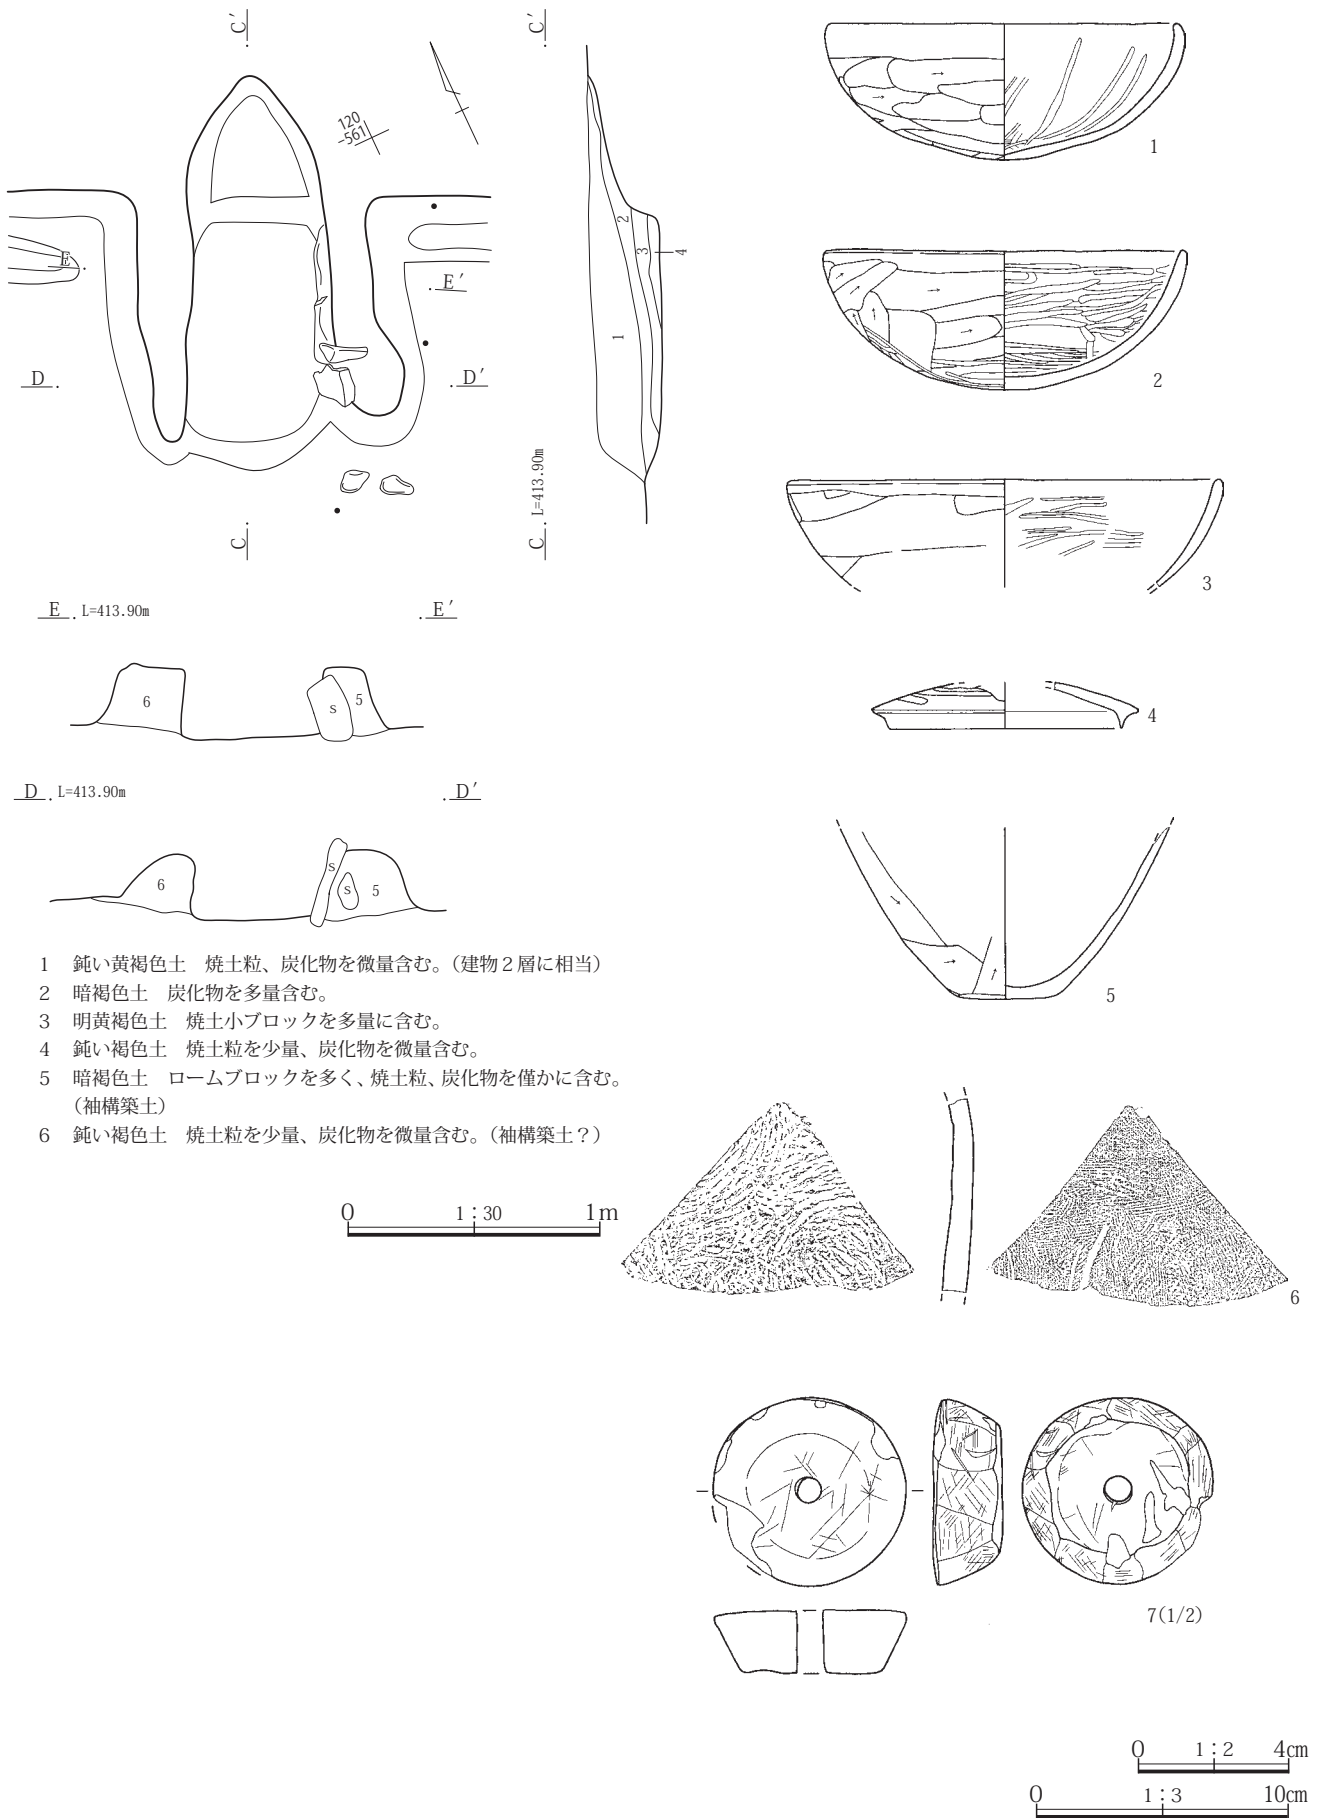 C′
C′
120
-561
E
E′
D
D′
C
C
L=413.90m
1
2
3
4
E L=413.90m E′
6
S
5
D L=413.90m D′
6
S
S
5
1 鈍い黄褐色土 焼土粒、炭化物を微量含む。（建物２層に相当）
2 暗褐色土 炭化物を多量含む。
3 明黄褐色土 焼土小ブロックを多量に含む。
4 鈍い褐色土 焼土粒を少量、炭化物を微量含む。
5 暗褐色土 ロームブロックを多く、焼土粒、炭化物を僅かに含む。
（袖構築土）
6 鈍い褐色土 焼土粒を少量、炭化物を微量含む。（袖構築土？）
0 1：30 1m
1
2
3
4
5
6
7(1/2)
0 1：2 4cm
0 1：3 10cm